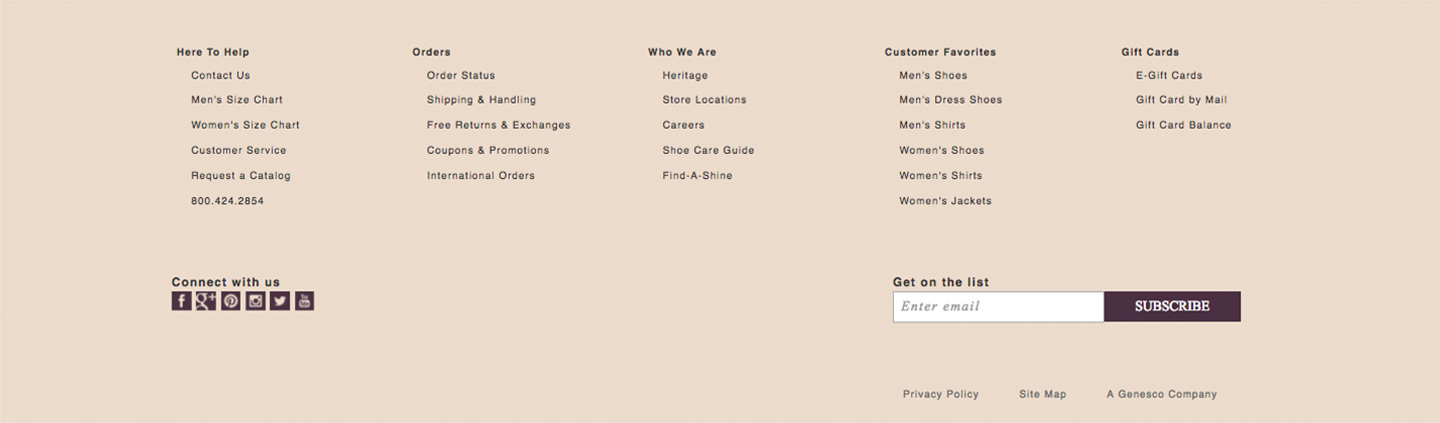 Here To Help
Contact Us
Men's Size Chart
Women's Size Chart
Customer Service
Request a Catalog
800.424.2854
Orders
Order Status
Shipping & Handling
Free Returns & Exchanges
Coupons & Promotions
International Orders
Who We Are
Heritage
Store Locations
Careers
Shoe Care Guide
Find-A-Shine
Customer Favorites
Men's Shoes
Men's Dress Shoes
Men's Shirts
Women's Shoes
Women's Shirts
Women's Jackets
Gift Cards
E-Gift Cards
Gift Card by Mail
Gift Card Balance
Connect with us
Get on the list
Enter email
SUBSCRIBE
Privacy Policy
Site Map
A Genesco Company